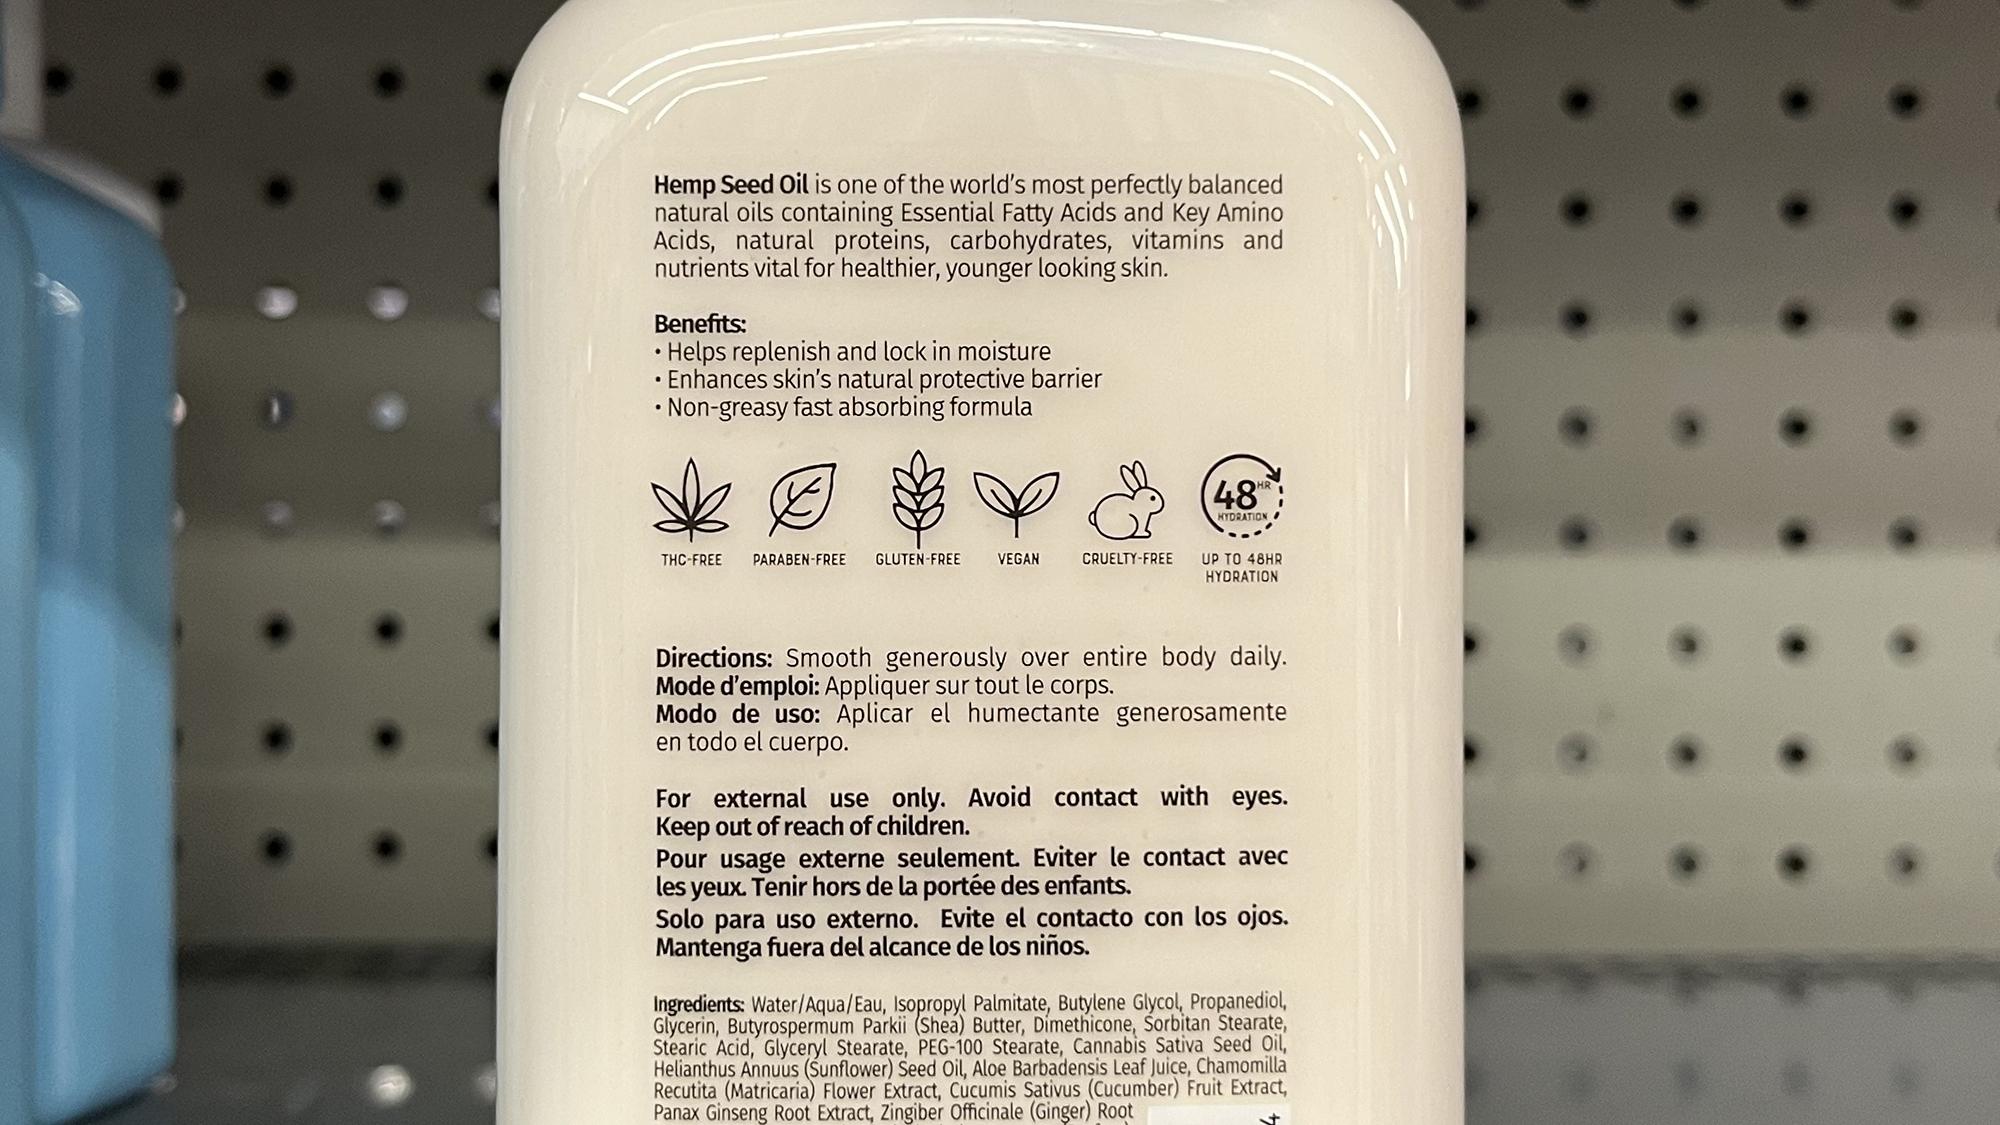 Hemp Seed Oil is one of the world's most perfectly balanced
natural oils containing Essential Fatty Acids and Key Amino
Acids, natural proteins, carbohydrates, vitamins and
nutrients vital for healthier, younger looking skin.
Benefits:
• Helps replenish and lock in moisture
• Enhances skin's natural protective barrier
• Non-greasy fast absorbing formula
48HR
HYDRATION
THC-FREE PARABEN-FREE GLUTEN-FREE VEGAN CRUELTY-FREE UP TO 48HR
HYDRATION
Directions: Smooth generously over entire body daily.
Mode d'emploi: Appliquer sur tout le corps.
Modo de uso: Aplicar el humectante generosamente
en todo el cuerpo.
For external use only. Avoid contact with eyes.
Keep out of reach of children.
Pour usage externe seulement. Eviter le contact avec
les yeux. Tenir hors de la portée des enfants.
Solo para uso externo. Evite el contacto con los ojos.
Mantenga fuera del alcance de los niños.
Ingredients: Water/Aqua/Eau, Isopropyl Palmitate, Butylene Glycol, Propanediol,
Glycerin, Butyrospermum Parkii (Shea) Butter, Dimethicone, Sorbitan Stearate,
Stearic Acid, Glyceryl Stearate, PEG-100 Stearate, Cannabis Sativa Seed Oil,
Helianthus Annuus (Sunflower) Seed Oil, Aloe Barbadensis Leaf Juice, Chamomilla
Recutita (Matricaria) Flower Extract, Cucumis Sativus (Cucumber) Fruit Extract,
Panax Ginseng Root Extract, Zingiber Officinale (Ginger) Root